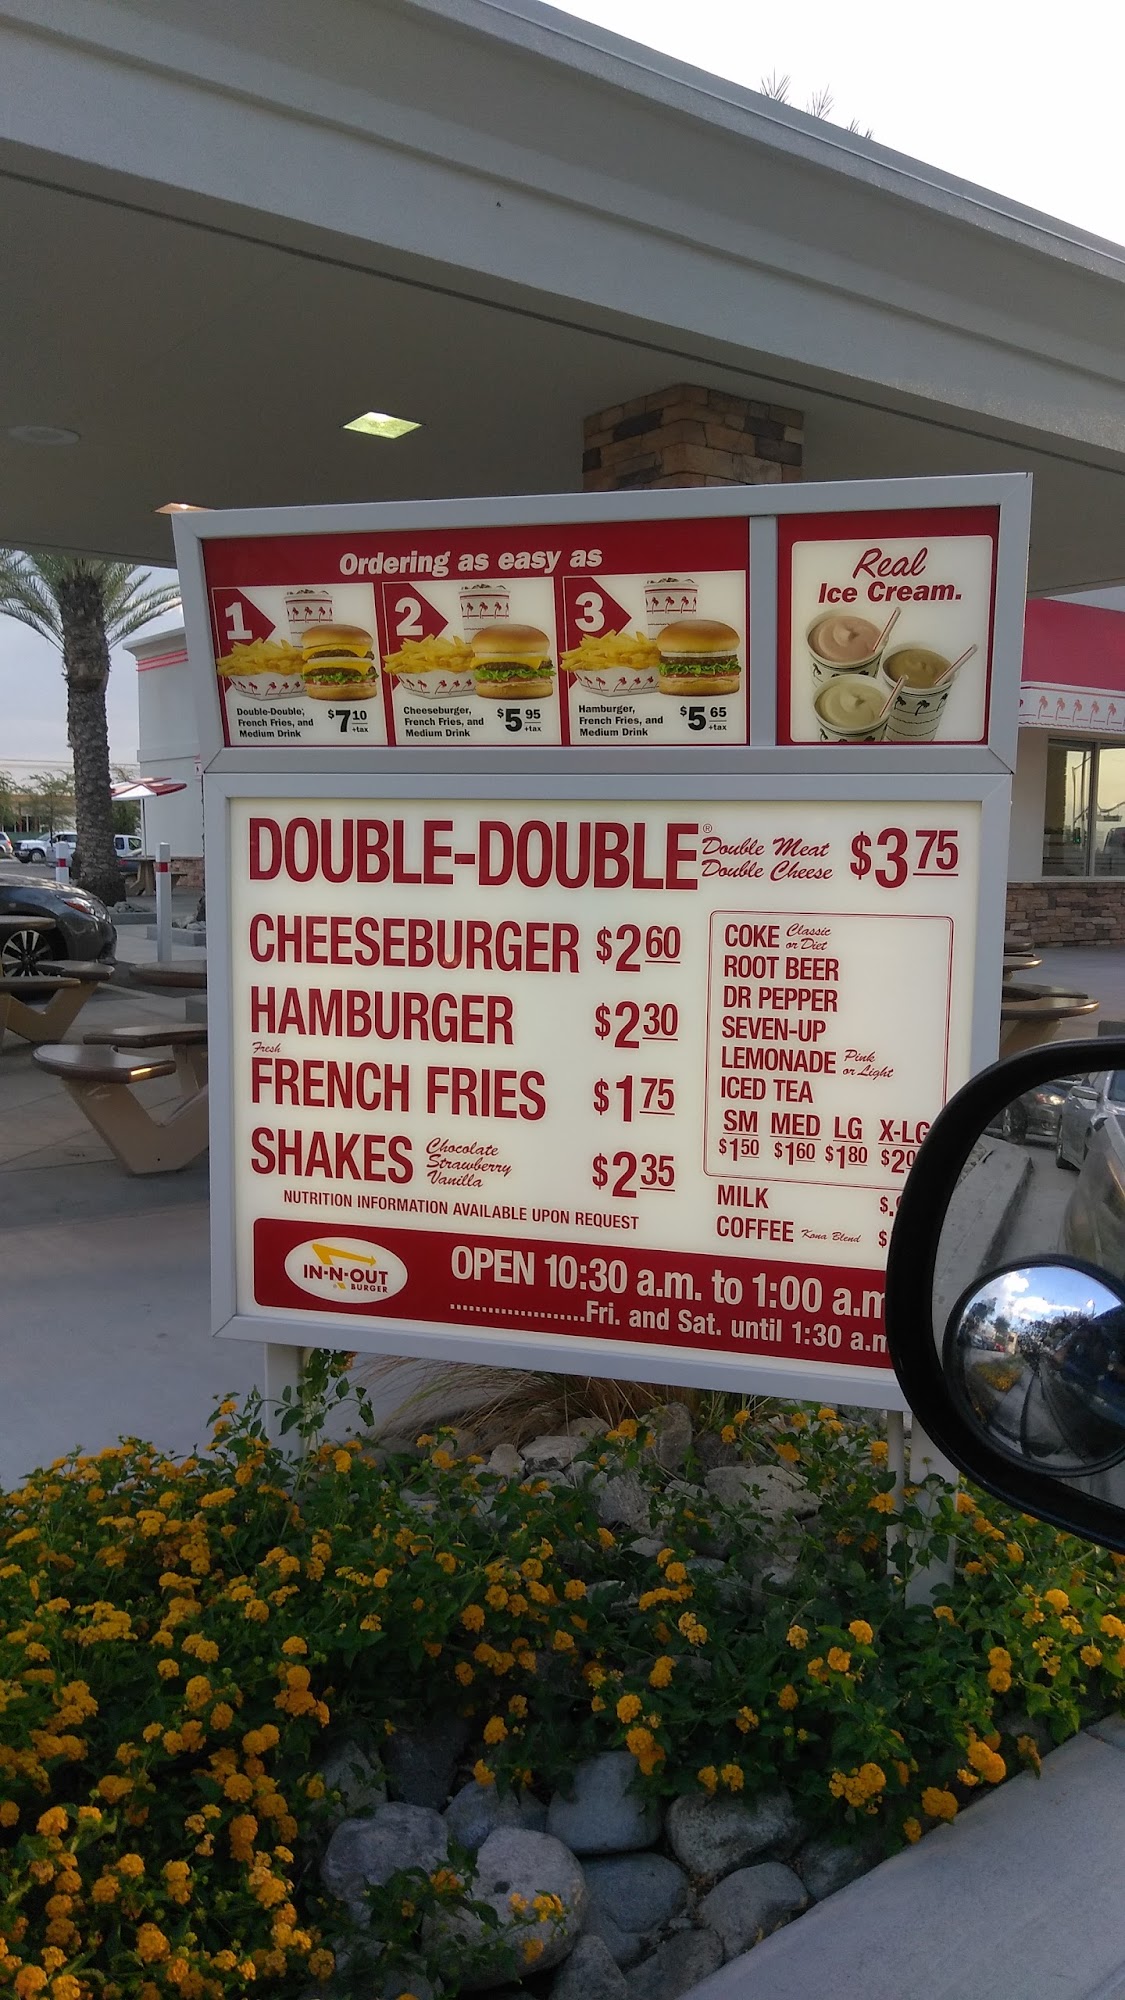 Ordering as easy as
1
Double-Double,
French Fries, and
Medium Drink
$7 10
+tax
2
Cheeseburger,
French Fries, and
Medium Drink
$5 95
+tax
3
Hamburger,
French Fries, and
Medium Drink
$5 65
+tax
Real
Ice Cream.
DOUBLE-DOUBLE® Double Meat Double Cheese $3 75
CHEESEBURGER $2 60
HAMBURGER $2 30
Fresh
FRENCH FRIES $1 75
SHAKES Chocolate Strawberry Vanilla $2 35
NUTRITION INFORMATION AVAILABLE UPON REQUEST
COKE Classic or Diet
ROOT BEER
DR PEPPER
SEVEN-UP
LEMONADE Pink or Light
ICED TEA
SM MED LG X-LG
$1 50 $1 60 $1 80 $2 0
MILK $.
COFFEE Kona Blend $
IN-N-OUT
BURGER
OPEN 10:30 a.m. to 1:00 a.m
.....................Fri. and Sat. until 1:30 a.m